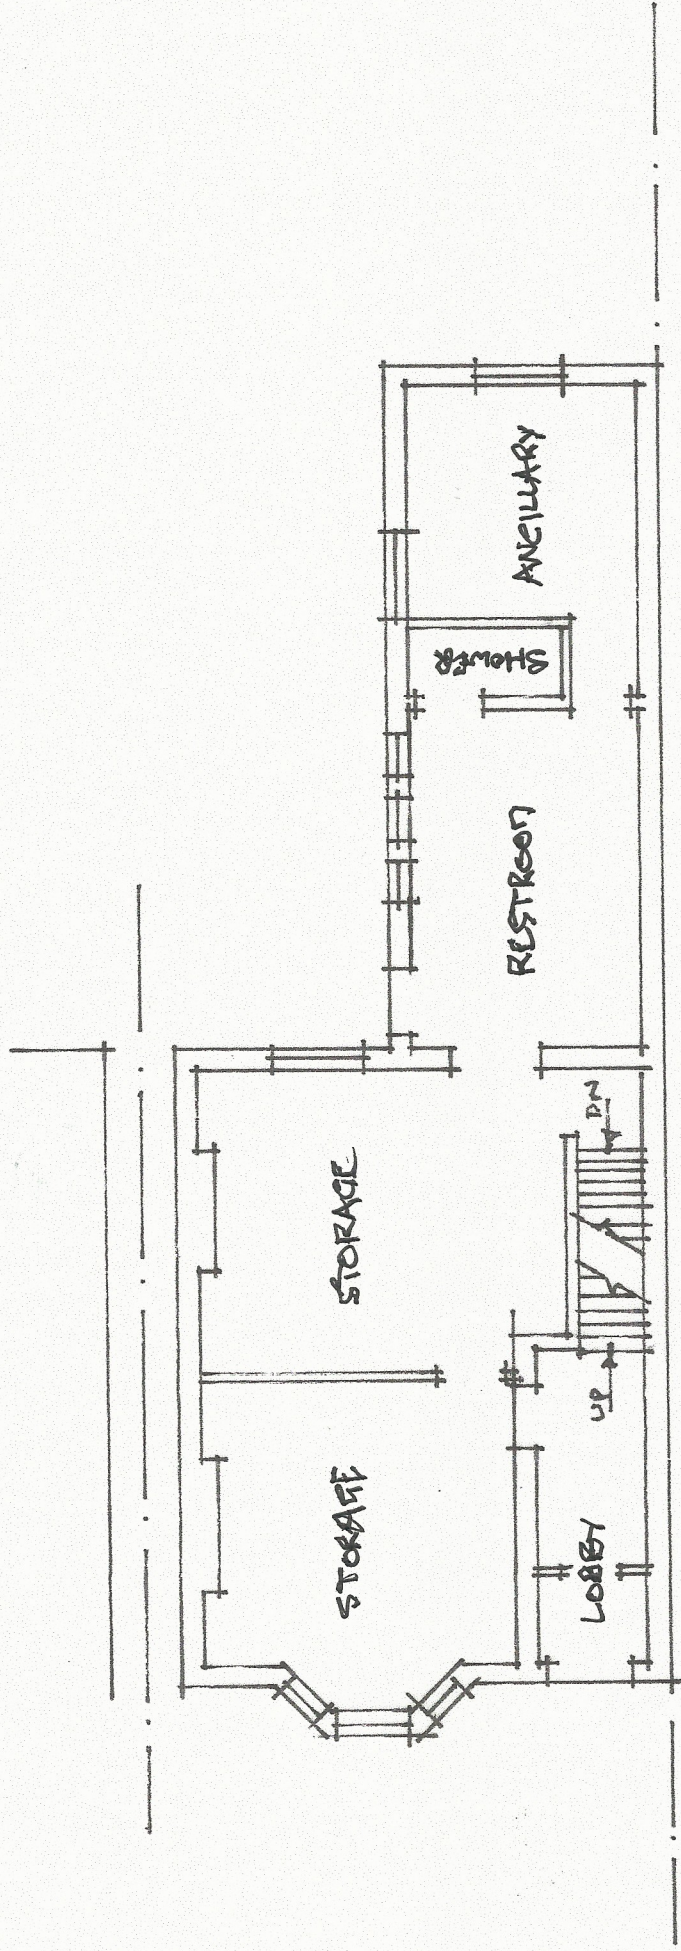 ANCILLARY
SHOWER
RESTROOM
DN
STORAGE
UP
STORAGE
LOBBY